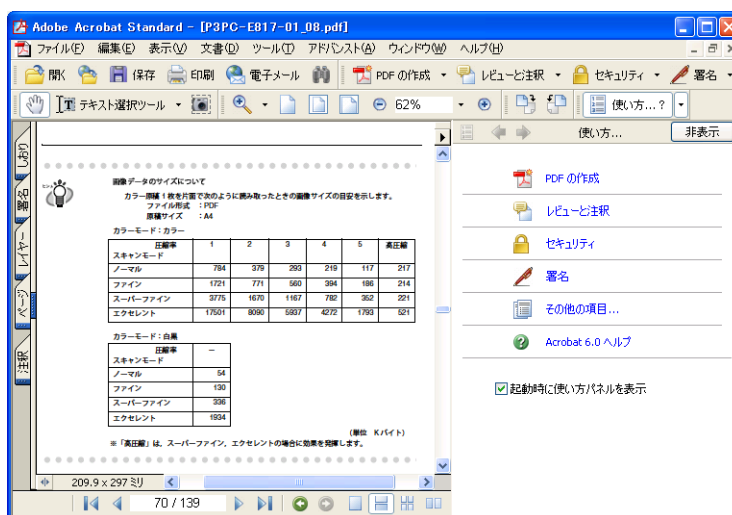 Adobe Acrobat Standard - [P3PC-E817-01_08.pdf]
ファイル(F) 編集(E) 表示(V) 文書(D) ツール(T) アドバンスト(A) ウィンドウ(W) ヘルプ(H)
開く 保存 印刷 電子メール PDF の作成 レビューと注釈 セキュリティ 署名
テキスト選択ツール 62% 使い方...?
使い方... 非表示
しおり
署名
レイヤー
ページ
注釈
画像データのサイズについて
カラー原稿1枚を片面で次のように読み取ったときの画像サイズの目安を示します。
ファイル形式 :PDF
原稿サイズ :A4
カラーモード:カラー
圧縮率 1 2 3 4 5 高圧縮
スキャンモード
ノーマル 784 379 293 219 117 217
ファイン 1721 771 560 394 186 214
スーパーファイン 3775 1670 1167 782 352 221
エクセレント 17501 8090 5937 4272 1793 521
カラーモード:白黒
圧縮率 —
スキャンモード
ノーマル 54
ファイン 130
スーパーファイン 336
エクセレント 1934
(単位 Kバイト)
※「高圧縮」は、スーパーファイン、エクセレントの場合に効果を発揮します。
PDF の作成
レビューと注釈
セキュリティ
署名
その他の項目...
Acrobat 6.0 ヘルプ
起動時に使い方パネルを表示
209.9 x 297 ミリ
70 / 139